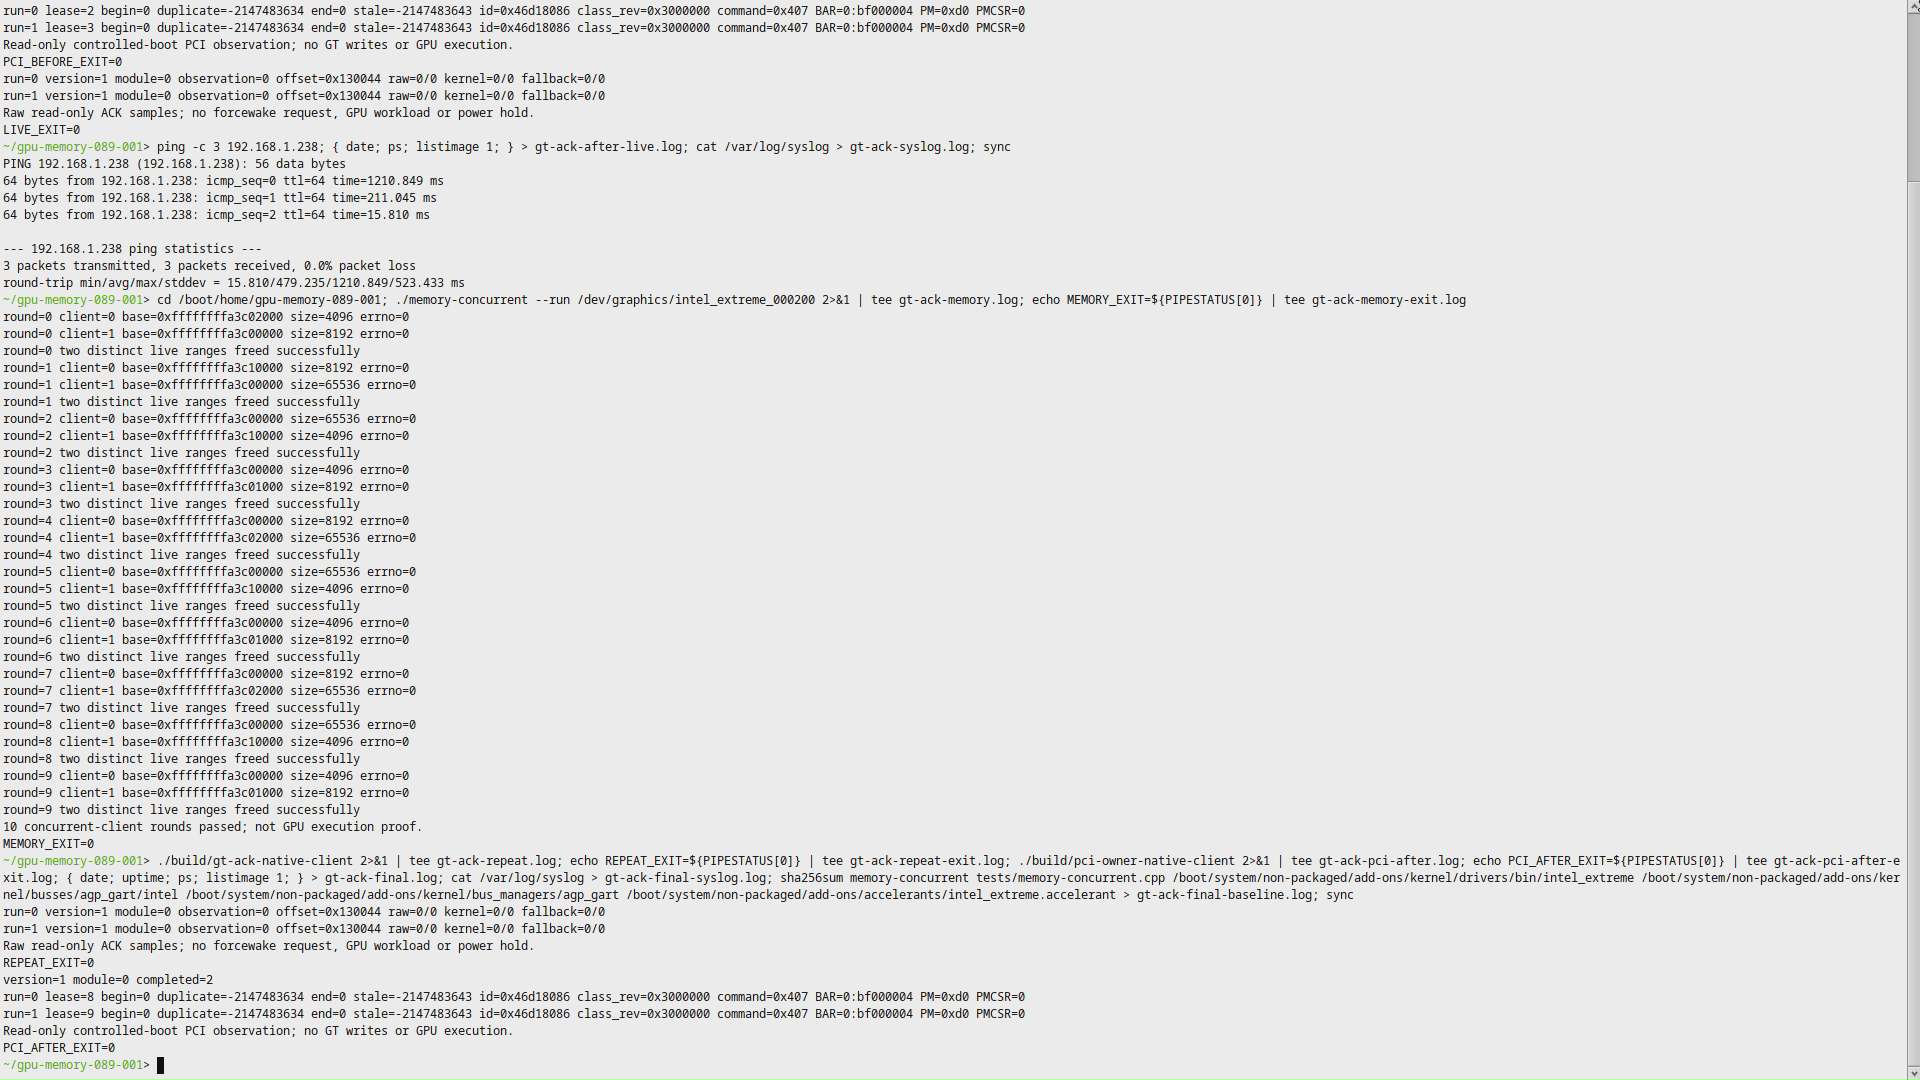 run=0 lease=2 begin=0 duplicate=-2147483634 end=0 stale=-2147483643 id=0x46d18086 class_rev=0x3000000 command=0x407 BAR=0:bf000004 PM=0xd0 PMCSR=0
run=1 lease=3 begin=0 duplicate=-2147483634 end=0 stale=-2147483643 id=0x46d18086 class_rev=0x3000000 command=0x407 BAR=0:bf000004 PM=0xd0 PMCSR=0
Read-only controlled-boot PCI observation; no GT writes or GPU execution.
PCI_BEFORE_EXIT=0
run=0 version=1 module=0 observation=0 offset=0x130044 raw=0/0 kernel=0/0 fallback=0/0
run=1 version=1 module=0 observation=0 offset=0x130044 raw=0/0 kernel=0/0 fallback=0/0
Raw read-only ACK samples; no forcewake request, GPU workload or power hold.
LIVE_EXIT=0
~/gpu-memory-089-001> ping -c 3 192.168.1.238; { date; ps; listimage 1; } > gt-ack-after-live.log; cat /var/log/syslog > gt-ack-syslog.log; sync
PING 192.168.1.238 (192.168.1.238): 56 data bytes
64 bytes from 192.168.1.238: icmp_seq=0 ttl=64 time=1210.849 ms
64 bytes from 192.168.1.238: icmp_seq=1 ttl=64 time=211.045 ms
64 bytes from 192.168.1.238: icmp_seq=2 ttl=64 time=15.810 ms
--- 192.168.1.238 ping statistics ---
3 packets transmitted, 3 packets received, 0.0% packet loss
round-trip min/avg/max/stddev = 15.810/479.235/1210.849/523.433 ms
~/gpu-memory-089-001> cd /boot/home/gpu-memory-089-001; ./memory-concurrent --run /dev/graphics/intel_extreme_000200 2>&1 | tee gt-ack-memory.log; echo MEMORY_EXIT=${PIPESTATUS[0]} | tee gt-ack-memory-exit.log
round=0 client=0 base=0xffffffffa3c02000 size=4096 errno=0
round=0 client=1 base=0xffffffffa3c00000 size=8192 errno=0
round=0 two distinct live ranges freed successfully
round=1 client=0 base=0xffffffffa3c10000 size=8192 errno=0
round=1 client=1 base=0xffffffffa3c00000 size=65536 errno=0
round=1 two distinct live ranges freed successfully
round=2 client=0 base=0xffffffffa3c00000 size=65536 errno=0
round=2 client=1 base=0xffffffffa3c10000 size=4096 errno=0
round=2 two distinct live ranges freed successfully
round=3 client=0 base=0xffffffffa3c00000 size=4096 errno=0
round=3 client=1 base=0xffffffffa3c01000 size=8192 errno=0
round=3 two distinct live ranges freed successfully
round=4 client=0 base=0xffffffffa3c00000 size=8192 errno=0
round=4 client=1 base=0xffffffffa3c02000 size=65536 errno=0
round=4 two distinct live ranges freed successfully
round=5 client=0 base=0xffffffffa3c00000 size=65536 errno=0
round=5 client=1 base=0xffffffffa3c10000 size=4096 errno=0
round=5 two distinct live ranges freed successfully
round=6 client=0 base=0xffffffffa3c00000 size=4096 errno=0
round=6 client=1 base=0xffffffffa3c01000 size=8192 errno=0
round=6 two distinct live ranges freed successfully
round=7 client=0 base=0xffffffffa3c00000 size=8192 errno=0
round=7 client=1 base=0xffffffffa3c02000 size=65536 errno=0
round=7 two distinct live ranges freed successfully
round=8 client=0 base=0xffffffffa3c00000 size=65536 errno=0
round=8 client=1 base=0xffffffffa3c10000 size=4096 errno=0
round=8 two distinct live ranges freed successfully
round=9 client=0 base=0xffffffffa3c00000 size=4096 errno=0
round=9 client=1 base=0xffffffffa3c01000 size=8192 errno=0
round=9 two distinct live ranges freed successfully
10 concurrent-client rounds passed; not GPU execution proof.
MEMORY_EXIT=0
~/gpu-memory-089-001> ./build/gt-ack-native-client 2>&1 | tee gt-ack-repeat.log; echo REPEAT_EXIT=${PIPESTATUS[0]} | tee gt-ack-repeat-exit.log; ./build/pci-owner-native-client 2>&1 | tee gt-ack-pci-after.log; echo PCI_AFTER_EXIT=${PIPESTATUS[0]} | tee gt-ack-pci-after-e
xit.log; { date; uptime; ps; listimage 1; } > gt-ack-final.log; cat /var/log/syslog > gt-ack-final-syslog.log; sha256sum memory-concurrent tests/memory-concurrent.cpp /boot/system/non-packaged/add-ons/kernel/drivers/bin/intel_extreme /boot/system/non-packaged/add-ons/ker
nel/busses/agp_gart/intel /boot/system/non-packaged/add-ons/kernel/bus_managers/agp_gart /boot/system/non-packaged/add-ons/accelerants/intel_extreme.accelerant > gt-ack-final-baseline.log; sync
run=0 version=1 module=0 observation=0 offset=0x130044 raw=0/0 kernel=0/0 fallback=0/0
run=1 version=1 module=0 observation=0 offset=0x130044 raw=0/0 kernel=0/0 fallback=0/0
Raw read-only ACK samples; no forcewake request, GPU workload or power hold.
REPEAT_EXIT=0
version=1 module=0 completed=2
run=0 lease=8 begin=0 duplicate=-2147483634 end=0 stale=-2147483643 id=0x46d18086 class_rev=0x3000000 command=0x407 BAR=0:bf000004 PM=0xd0 PMCSR=0
run=1 lease=9 begin=0 duplicate=-2147483634 end=0 stale=-2147483643 id=0x46d18086 class_rev=0x3000000 command=0x407 BAR=0:bf000004 PM=0xd0 PMCSR=0
Read-only controlled-boot PCI observation; no GT writes or GPU execution.
PCI_AFTER_EXIT=0
~/gpu-memory-089-001>